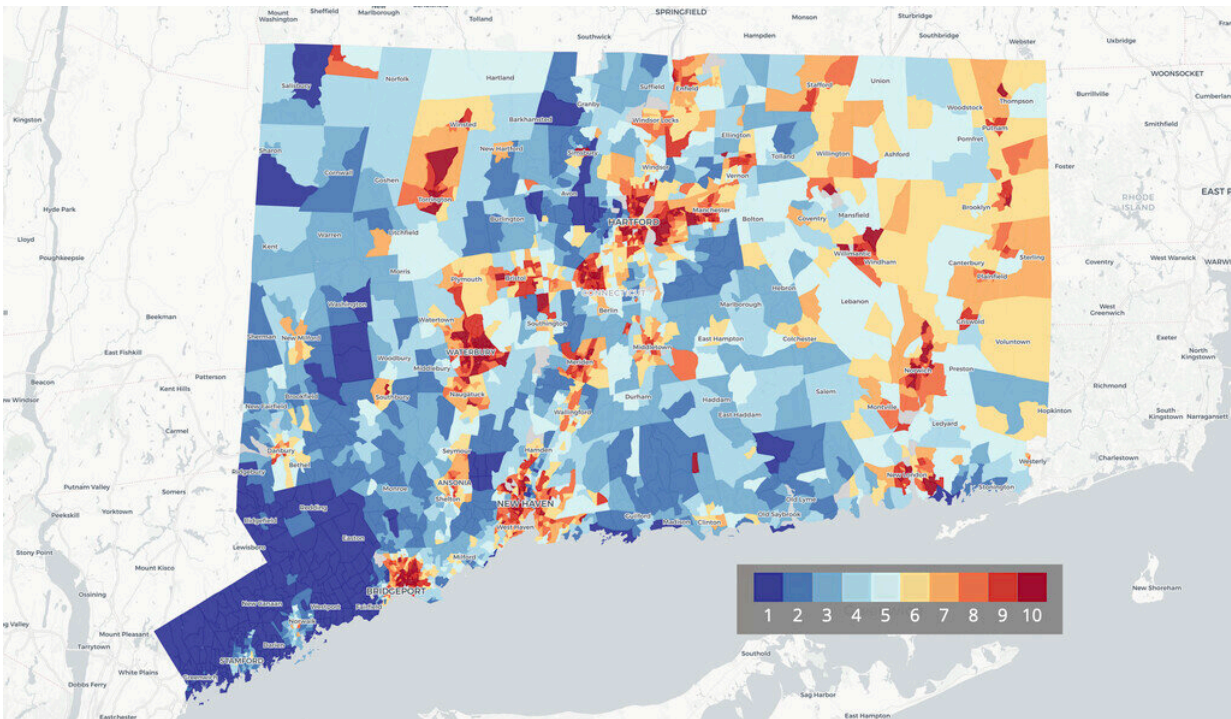 Mount
Washington
Sheffield
Marlborough
Tolland
SPRINGFIELD
Monson
Sturbridge
Southbridge
Webster
Uxbridge
Southwick
Hampden
WOONSOCKET
Salisbury
Norfolk
Hartland
Suffield
Enfield
Stafford
Union
Thompson
Burrillville
Cumberland
Granby
Woodstock
Kingston
Winsted
Barkhamsted
Windsor Locks
Putnam
Smithfield
Ellington
Pomfret
Sharon
New Hartford
Simsbury
Tolland
Willington
Ashford
Foster
Cornwall
Goshen
Windsor
Vernon
Avon
EAST P
Torrington
RHODE
ISLAND
Hyde Park
Burlington
HARTFORD
Manchester
Bolton
Coventry
Mansfield
Brooklyn
Lloyd
Kent
Warren
Litchfield
Sterling
Poughkeepsie
Willimantic
Windham
Canterbury
Coventry
West Warwick
WARW
Morris
Plymouth
Bristol
Plainfield
CONNECTICUT
Hebron
Washington
Berlin
Marlborough
Lebanon
West
Greenwich
Beekman
Watertown
Southington
Griswold
Sherman
New Milford
East Hampton
Colchester
Voluntown
Exeter
North
Kingstown
East Fishkill
WATERBURY
Middletown
Woodbury
Middlebury
Meriden
Norwich
Preston
Beacon
Patterson
Kent Hills
Naugatuck
Durham
Haddam
Salem
Richmond
ew Windsor
Southbury
Brookfield
New Fairfield
Wallingford
East Haddam
Montville
Hopkinton
South
Kingstown
Narragansett
Carmel
Ledyard
Danbury
Seymour
Hamden
Bethel
Westerly
Charlestown
Ridgebury
New London
Putnam Valley
Somers
Monroe
ANSONIA
Shelton
Stonington
Peekskill
Yorktown
NEW HAVEN
Old Lyme
Redding
Guilford
Madison
Clinton
Old Saybrook
Ridgefield
West Haven
Stony Point
Lewisboro
Easton
Milford
Mount Kisco
BRIDGEPORT
Ossining
New Canaan
Westport
Fairfield
New Shoreham
1 2 3 4 5 6 7 8 9 10
Norwalk
Mount Pleasant
Tarrytown
Darien
STAMFORD
Southold
White Plains
Greenwich
Dobbs Ferry
Sag Harbor
Eastchester
East Hampton